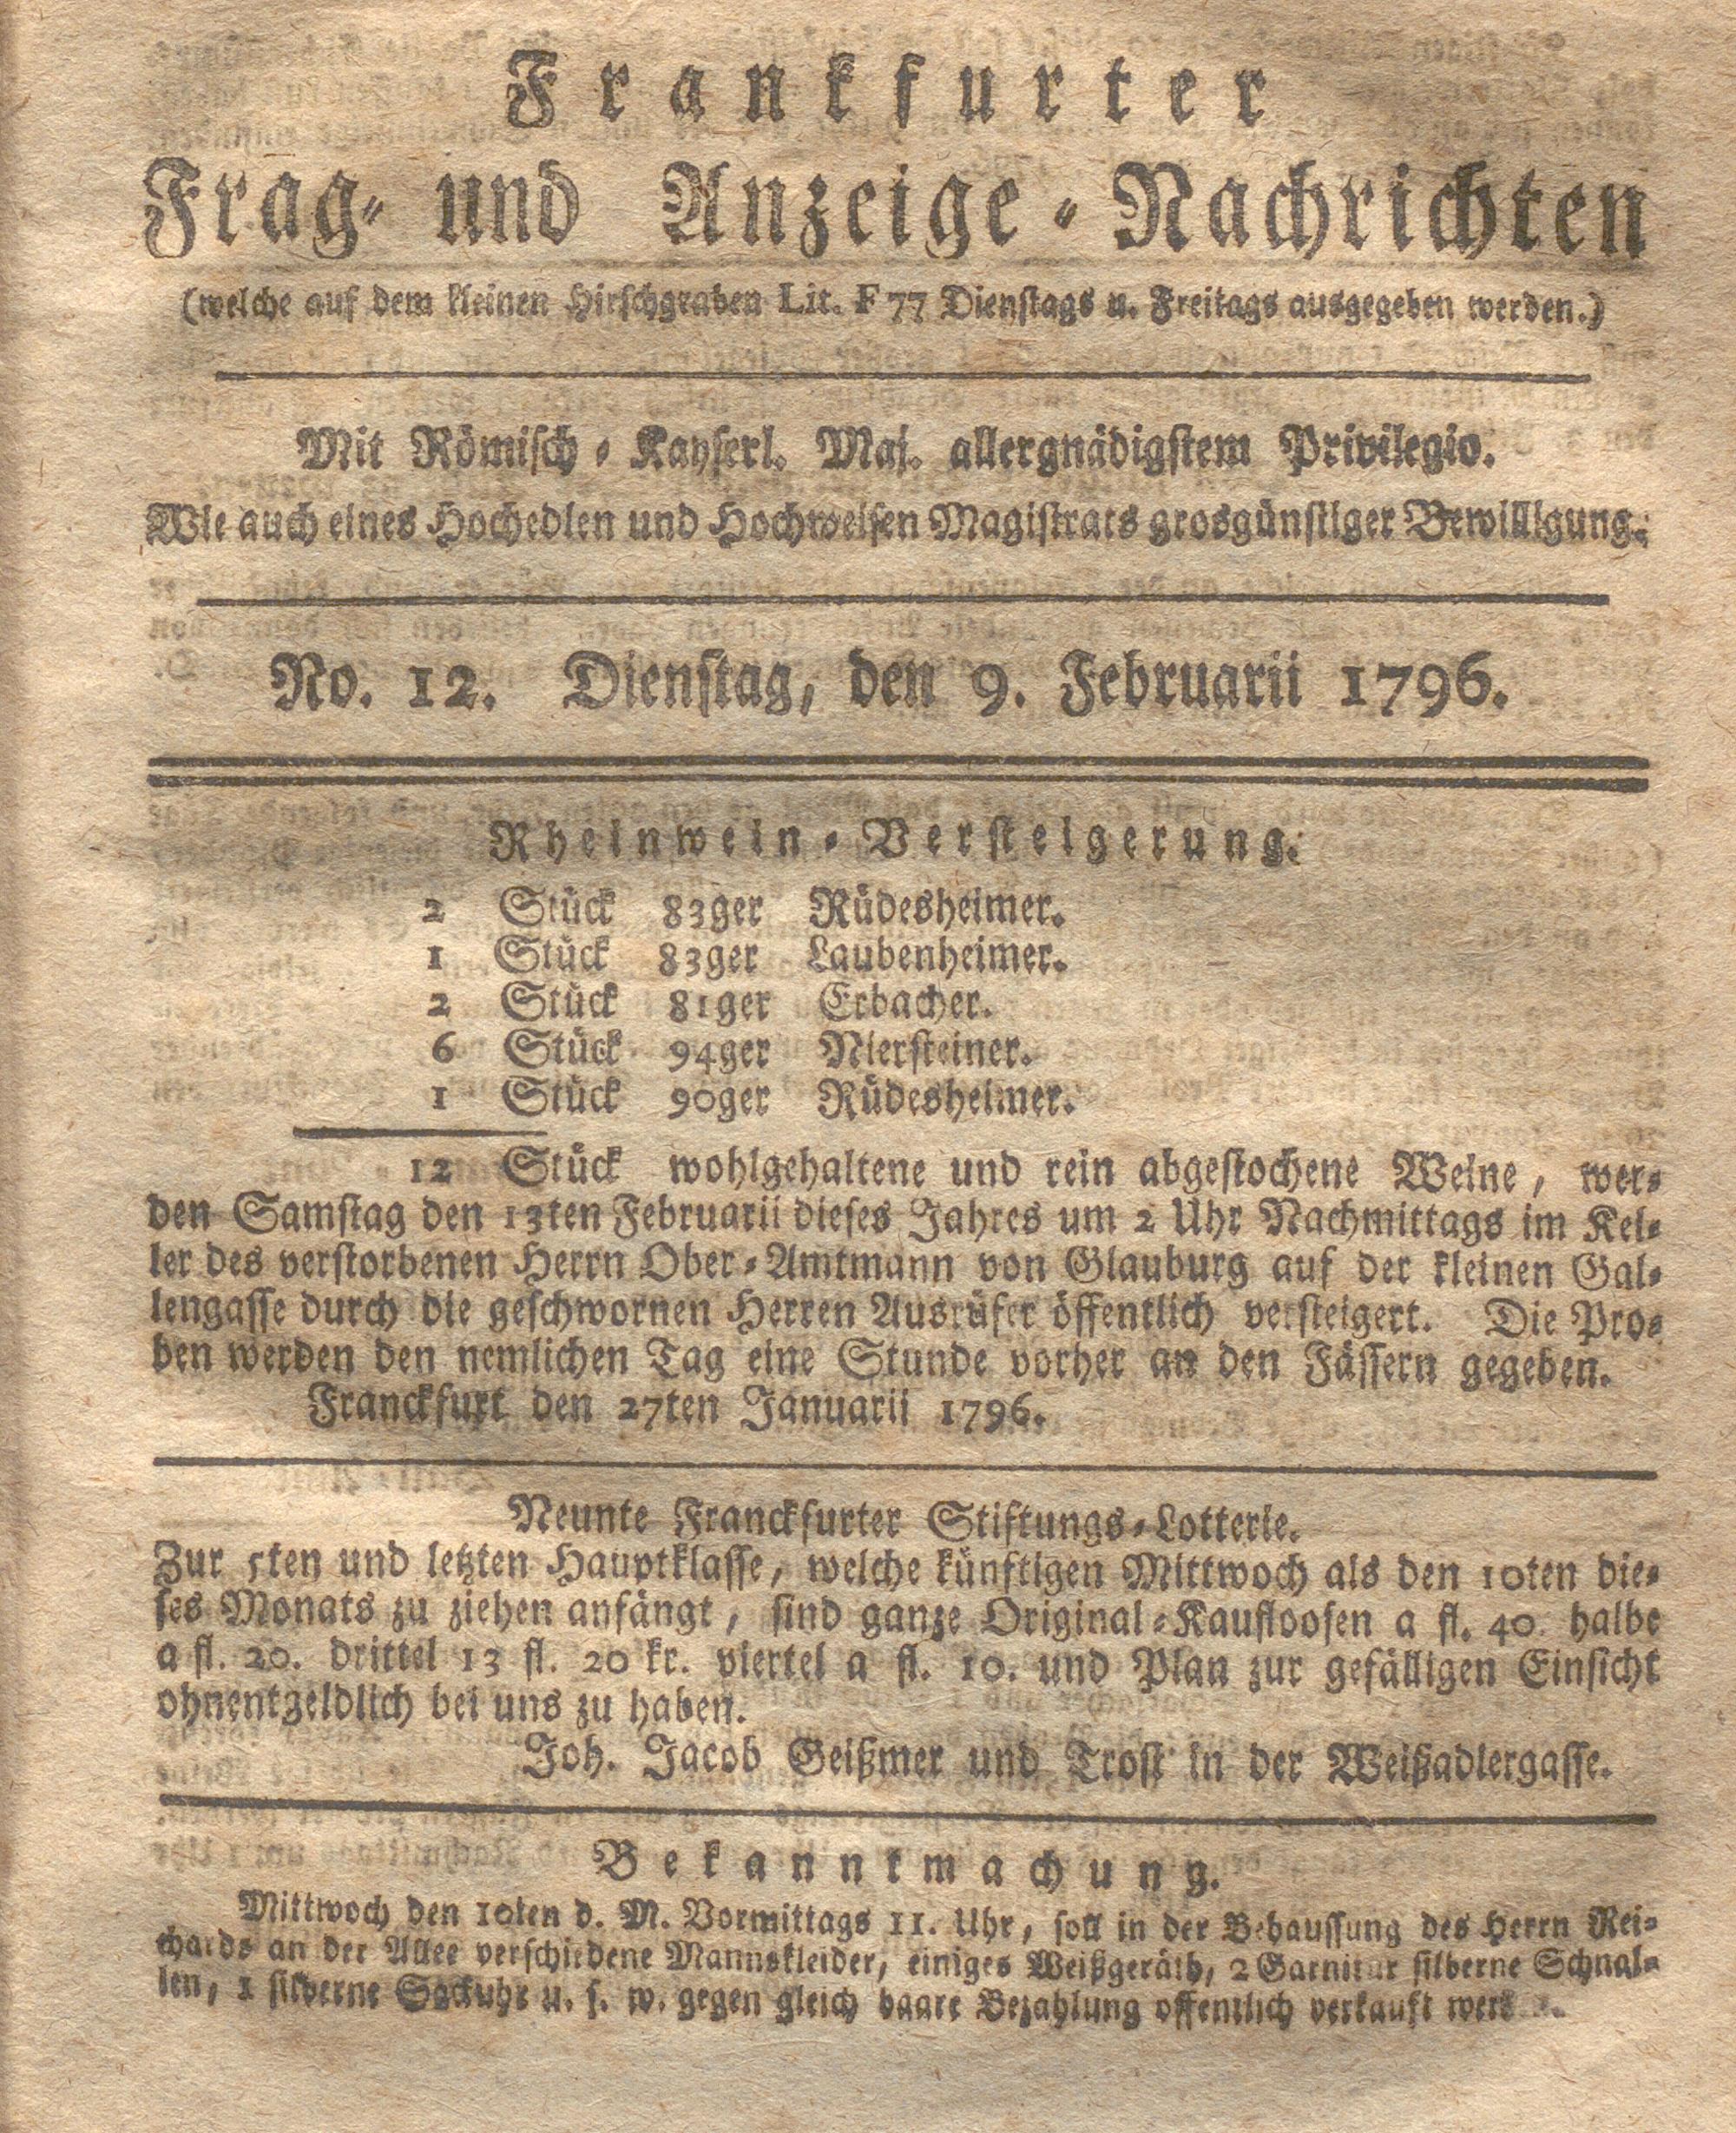 Frankfurter
Frag- und Anzeige-Nachrichten
(welche auf dem kleinen Hirschgraben Lit. F 77 Dienstags u. Freitags ausgegeben werden.)
Mit Römisch-Kayserl. Maj. allergnädigstem Privilegio.
Wie auch eines Hochedlen und Hochweisen Magistrats grosgünstiger Bewilligung.
No. 12. Dienstag, den 9. Februarii 1796.
Rheinwein-Versteigerung.
2 Stück 83ger Rüdesheimer.
1 Stück 83ger Laubenheimer.
2 Stück 81ger Erbacher.
6 Stück 94ger Niersteiner.
1 Stück 90ger Rüdesheimer.
12 Stück wohlgehaltene und rein abgestochene Weine, wer-
den Samstag den 13ten Februarii dieses Jahres um 2 Uhr Nachmittags im Kel-
ler des verstorbenen Herrn Ober-Amtmann von Glauburg auf der kleinen Gal-
lengasse durch die geschwornen Herren Ausrüfer öffentlich versteigert. Die Pro-
ben werden den nemlichen Tag eine Stunde vorher an den Fässern gegeben.
Franckfurt den 27ten Januarii 1796.
Neunte Franckfurter Stiftungs-Lotterie.
Zur 5ten und letzten Hauptklasse, welche künftigen Mittwoch als den 10ten die-
ses Monats zu ziehen anfängt, sind ganze Original-Kaufloosen a fl. 40. halbe
a fl. 20. drittel 13 fl. 20 kr. viertel a fl. 10. und Plan zur gefälligen Einsicht
ohnentgeldlich bei uns zu haben.
Joh. Jacob Geißmer und Trost in der Weißadlergasse.
Bekanntmachung.
Mittwoch den 10ten d. M. Vormittags 11. Uhr, soll in der Behaussung des Herrn Rei-
chards an der Allee verschiedene Mannskleider, einiges Weißgeräth, 2 Garnitur silberne Schnal-
len, 1 silberne Sackuhr u. s. w. gegen gleich baare Bezahlung offentlich verkauft